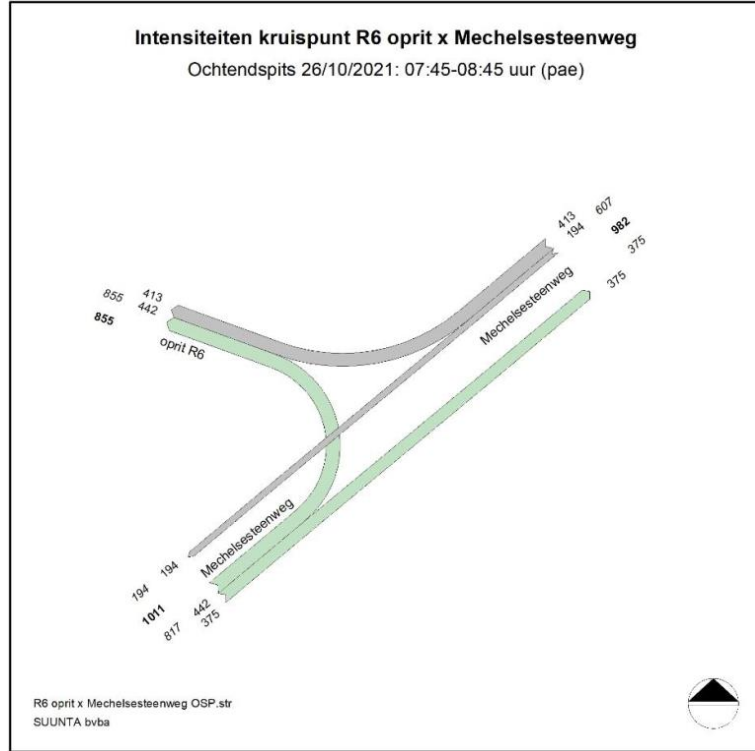 Intensiteiten kruispunt R6 oprit x Mechelsesteenweg
Ochtendspits 26/10/2021: 07:45-08:45 uur (pae)
413 607
194 982
375
375
Mechelsesteenweg
855 413
442
855
oprit R6
Mechelsesteenweg
194 194
1011
817 442
375
R6 oprit x Mechelsesteenweg OSP.str
SUUNTA bvba